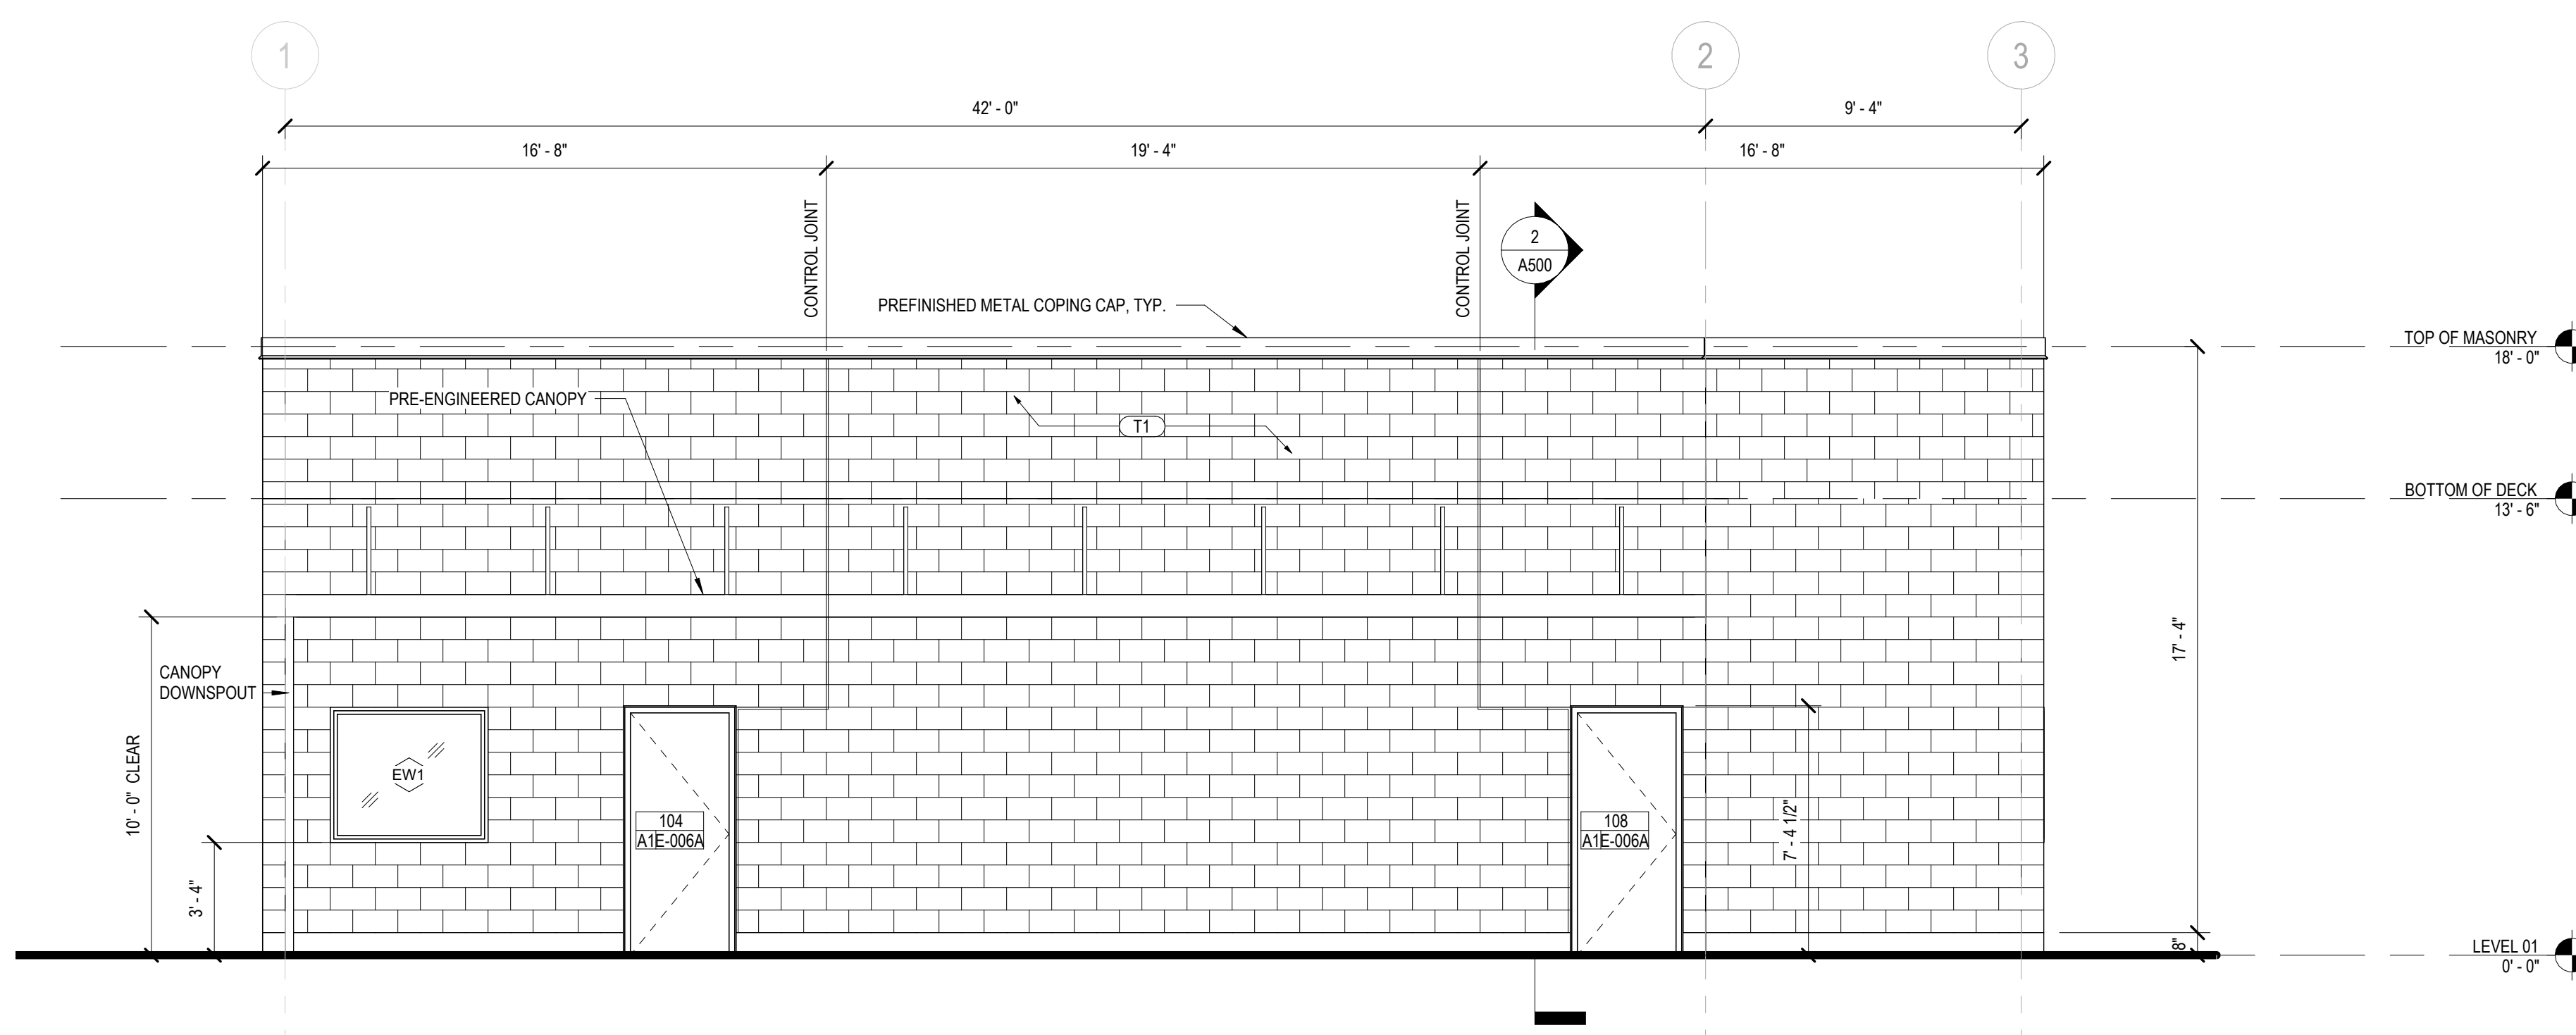 1
2
3
42' - 0"
9' - 4"
16' - 8"
19' - 4"
16' - 8"
CONTROL JOINT
CONTROL JOINT
2
A500
PREFINISHED METAL COPING CAP, TYP.
TOP OF MASONRY
18' - 0"
PRE-ENGINEERED CANOPY
T1
BOTTOM OF DECK
13' - 6"
17' - 4"
CANOPY
DOWNSPOUT
10' - 0" CLEAR
EW1
3' - 4"
104
A1E-006A
108
A1E-006A
7' - 4 1/2"
8"
LEVEL 01
0' - 0"